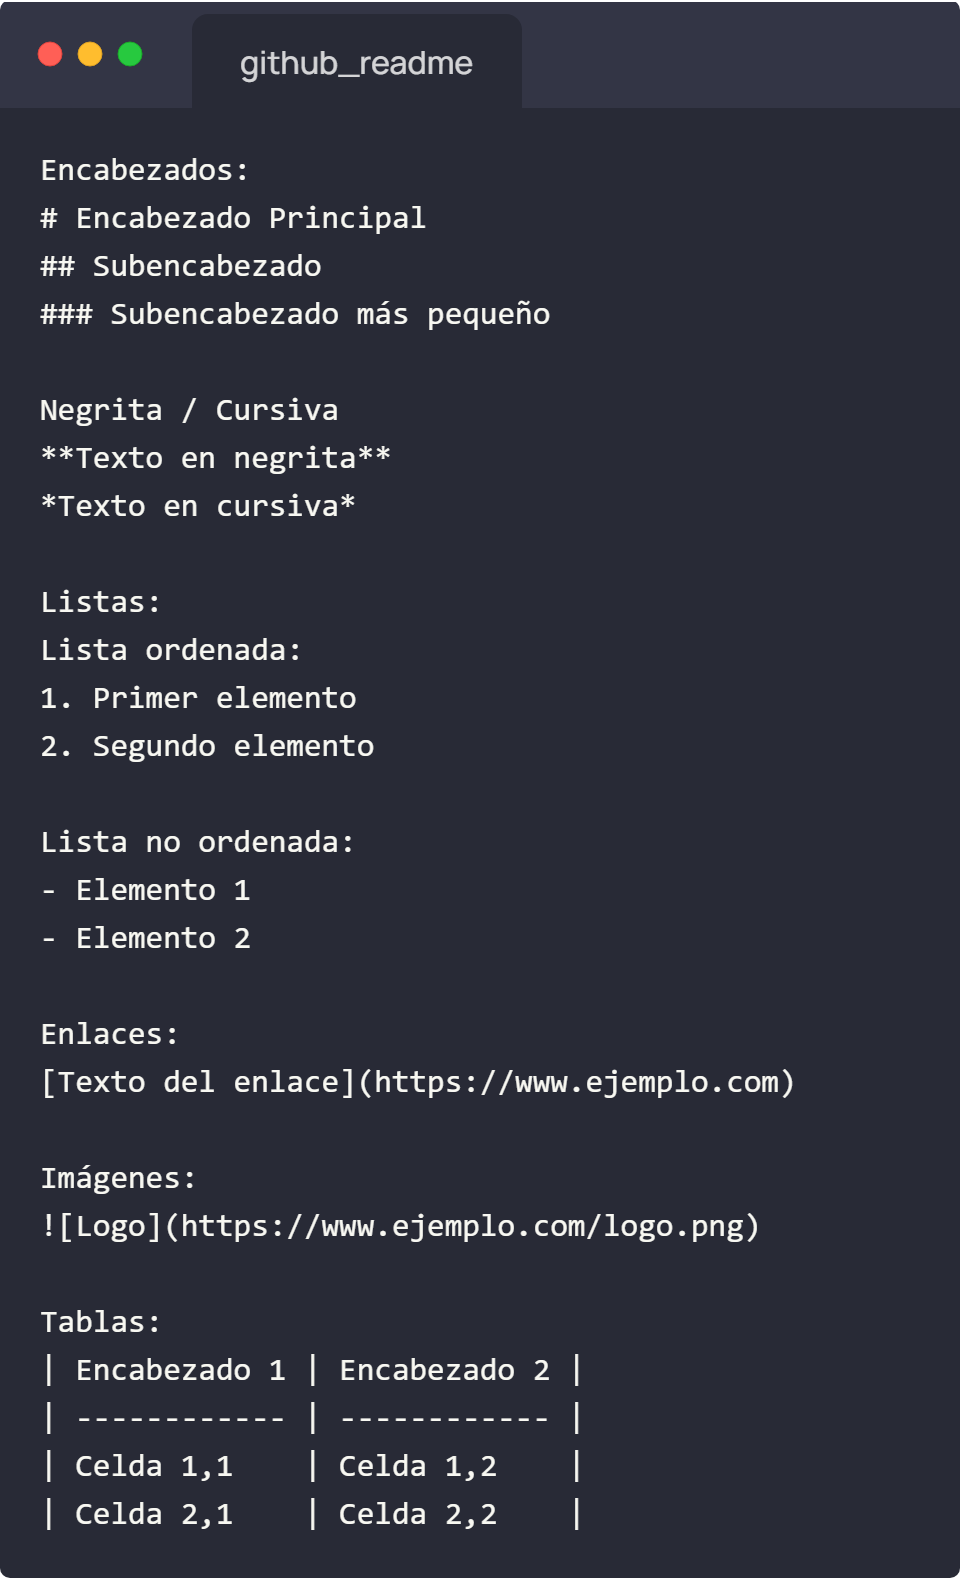 github_readme
Encabezados:
# Encabezado Principal
## Subencabezado
### Subencabezado más pequeño
Negrita / Cursiva
**Texto en negrita**
*Texto en cursiva*
Listas:
Lista ordenada:
1. Primer elemento
2. Segundo elemento
Lista no ordenada:
- Elemento 1
- Elemento 2
Enlaces:
[Texto del enlace](https://www.ejemplo.com)
Imágenes:
![Logo](https://www.ejemplo.com/logo.png)
Tablas:
| Encabezado 1 | Encabezado 2 |
| ------------ | ------------ |
| Celda 1,1    | Celda 1,2    |
| Celda 2,1    | Celda 2,2    |